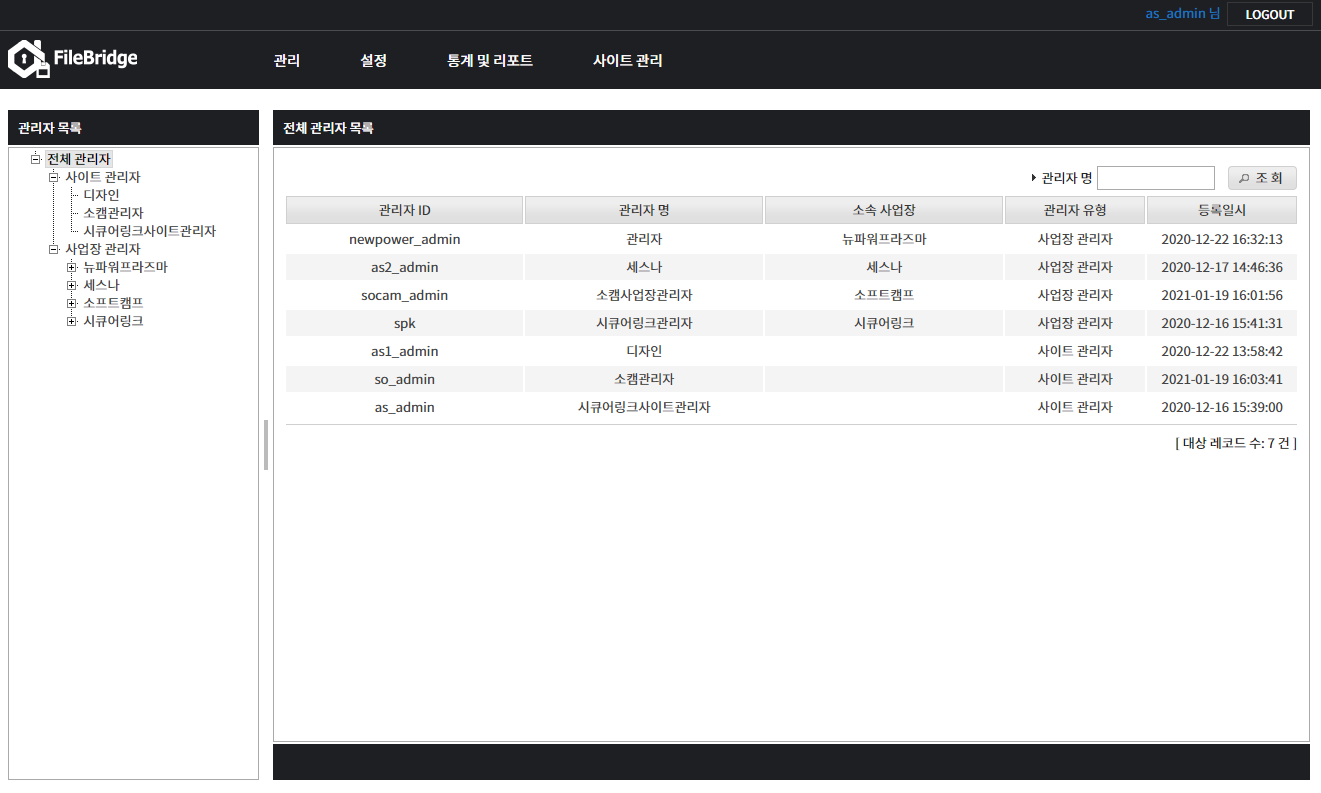 as_admin 님 LOGOUT
FileBridge 관리 설정 통계 및 리포트 사이트 관리
관리자 목록
전체 관리자
사이트 관리자
디자인
소캠관리자
시큐어링크사이트관리자
사업장 관리자
뉴파워프라즈마
세스나
소프트캠프
시큐어링크
전체 관리자 목록
관리자 명 조 회
관리자 ID 관리자 명 소속 사업장 관리자 유형 등록일시
newpower_admin 관리자 뉴파워프라즈마 사업장 관리자 2020-12-22 16:32:13
as2_admin 세스나 세스나 사업장 관리자 2020-12-17 14:46:36
socam_admin 소캠사업장관리자 소프트캠프 사업장 관리자 2021-01-19 16:01:56
spk 시큐어링크관리자 시큐어링크 사업장 관리자 2020-12-16 15:41:31
as1_admin 디자인 사이트 관리자 2020-12-22 13:58:42
so_admin 소캠관리자 사이트 관리자 2021-01-19 16:03:41
as_admin 시큐어링크사이트관리자 사이트 관리자 2020-12-16 15:39:00
[ 대상 레코드 수: 7 건 ]